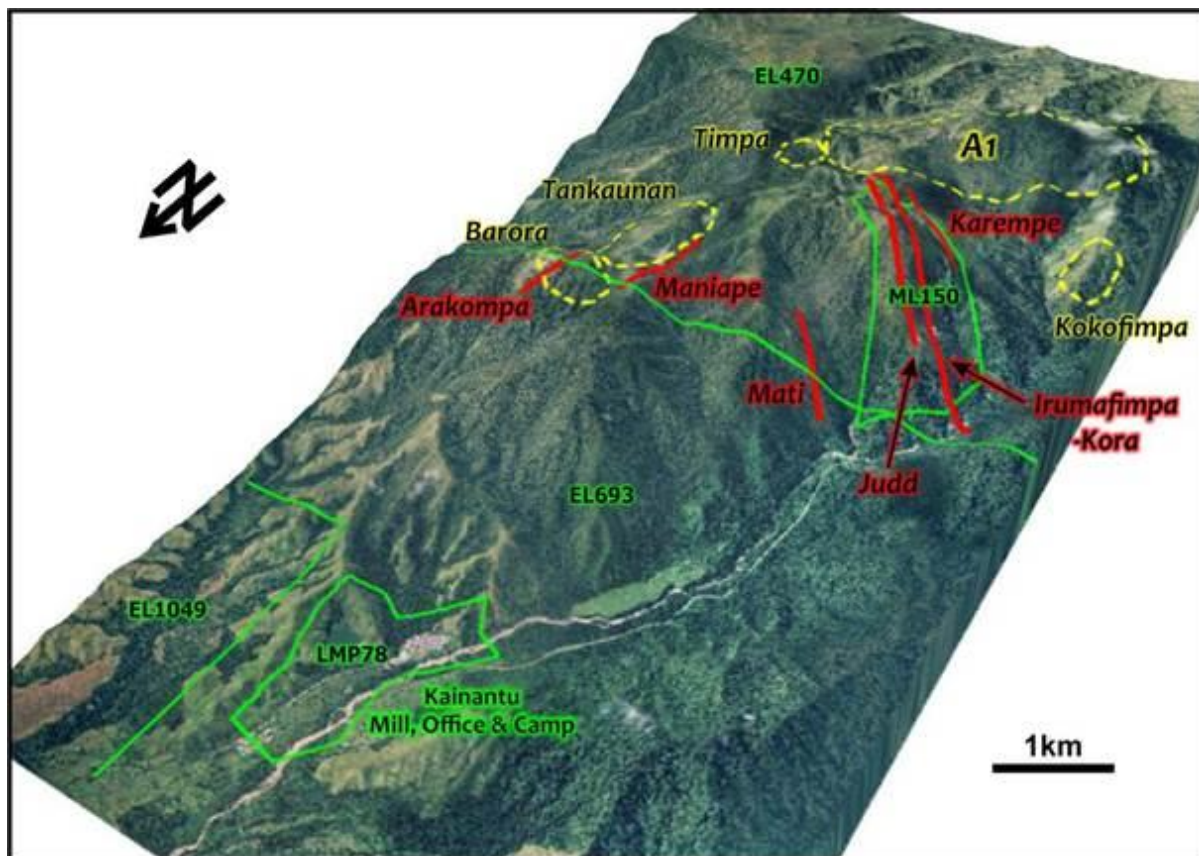 EL470
Timpa
A1
Tankaunan
Karempe
Barora
N
Arakompa
Maniape
ML150
Kokofimpa
Mati
Irumafimpa
-Kora
Judd
EL693
EL1049
LMP78
Kainantu
Mill, Office & Camp
1km